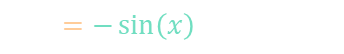 = −sin(x)